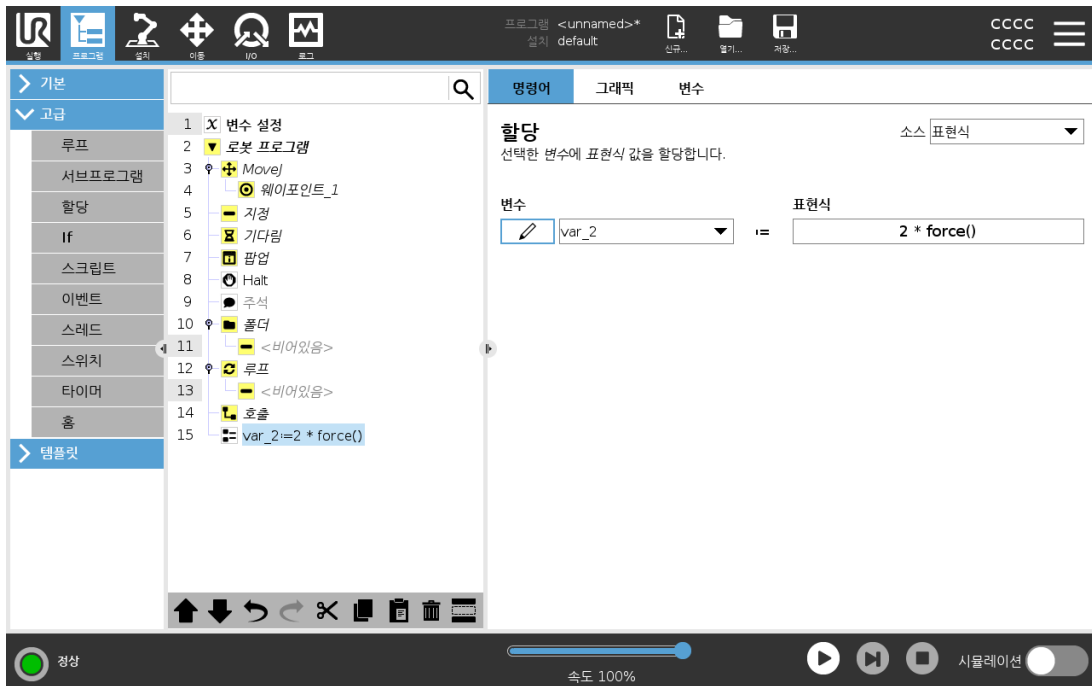 UR
실행
프로그램
설치
이동
I/O
로그
프로그램 <unnamed>*
설치 default
신규...
열기...
저장...
CCCC
CCCC
기본
고급
루프
서브프로그램
할당
If
스크립트
이벤트
스레드
스위치
타이머
홈
템플릿
1 X 변수 설정
2 로봇 프로그램
3 MoveJ
4 웨이포인트_1
5 지정
6 기다림
7 팝업
8 Halt
9 주석
10 폴더
11 <비어있음>
12 루프
13 <비어있음>
14 호출
15 var_2:=2 * force()
명령어 그래픽 변수
할당
소스 표현식
선택한 변수에 표현식 값을 할당합니다.
변수 표현식
var_2 := 2 * force()
정상
속도 100%
시뮬레이션